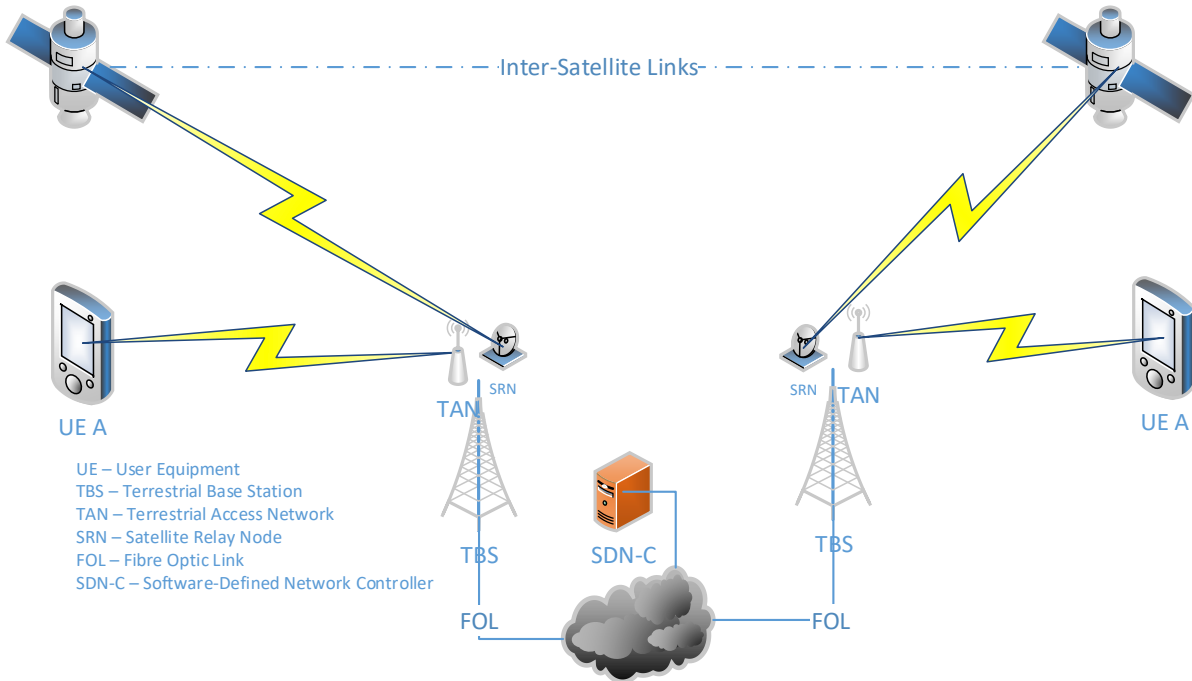 Inter-Satellite Links
SRN
SRN
TAN
TAN
UE A
UE A
UE – User Equipment
TBS – Terrestrial Base Station
TAN – Terrestrial Access Network
SRN – Satellite Relay Node
FOL – Fibre Optic Link
SDN-C – Software-Defined Network Controller
TBS
SDN-C
TBS
FOL
FOL